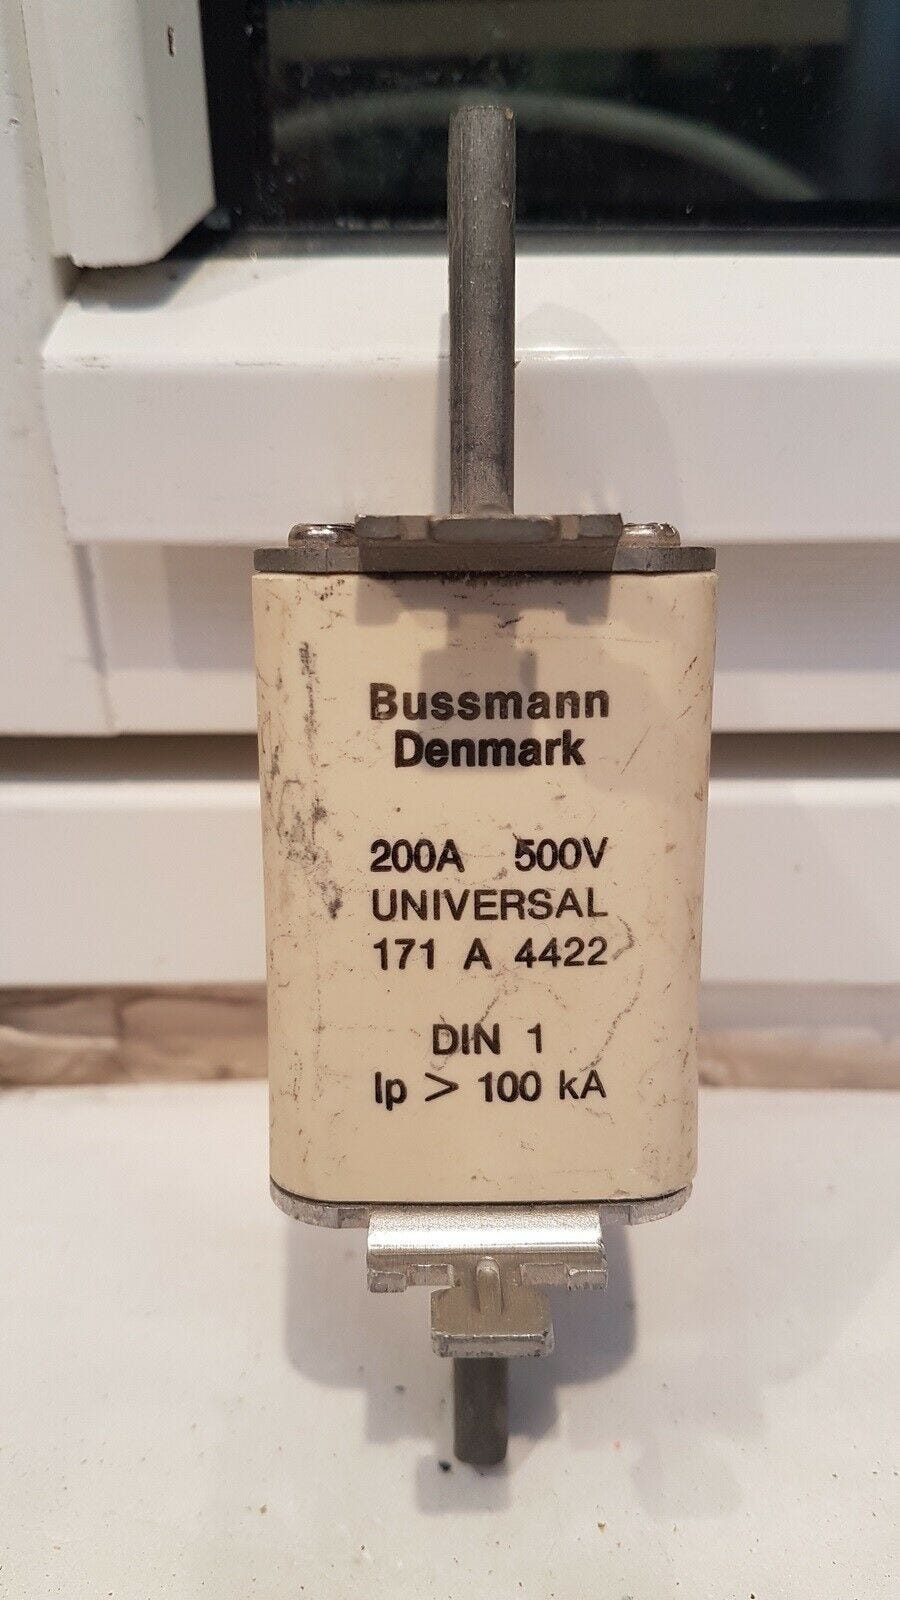 Bussmann
Denmark
200A 500V
UNIVERSAL
171 A 4422
DIN 1
Ip > 100 kA